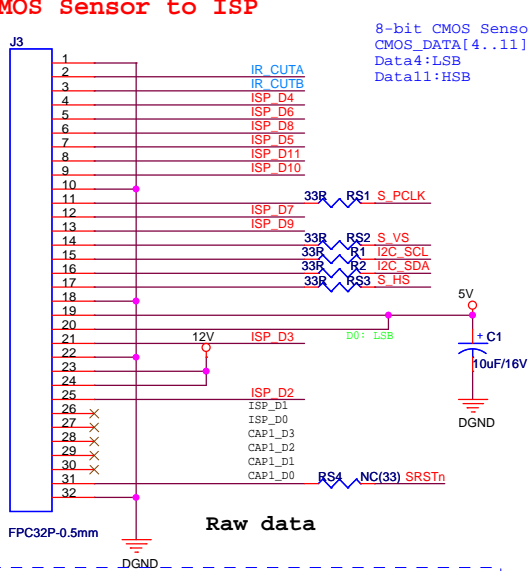 MOS Sensor to ISP
8-bit CMOS Senso
CMOS_DATA[4..11]
Data4:LSB
Data11:HSB
J3
1
2 IR_CUTA
3 IR_CUTB
4 ISP_D4
5 ISP_D6
6 ISP_D8
7 ISP_D5
8 ISP_D11
9 ISP_D10
10
11 33R RS1 S_PCLK
12 ISP_D7
13 ISP_D9
14 33R RS2 S_VS
15 33R R1 I2C_SCL
16 33R R2 I2C_SDA
17 33R RS3 S_HS
18
5V
19
20
21 12V ISP_D3 D0: LSB + C1
22
10uF/16V
23
24
25 ISP_D2
26 ISP_D1
27 ISP_D0
28 CAP1_D3
29 CAP1_D2
30 CAP1_D1
31 CAP1_D0 RS4 NC(33) SRSTn
32
DGND
Raw data
FPC32P-0.5mm
DGND